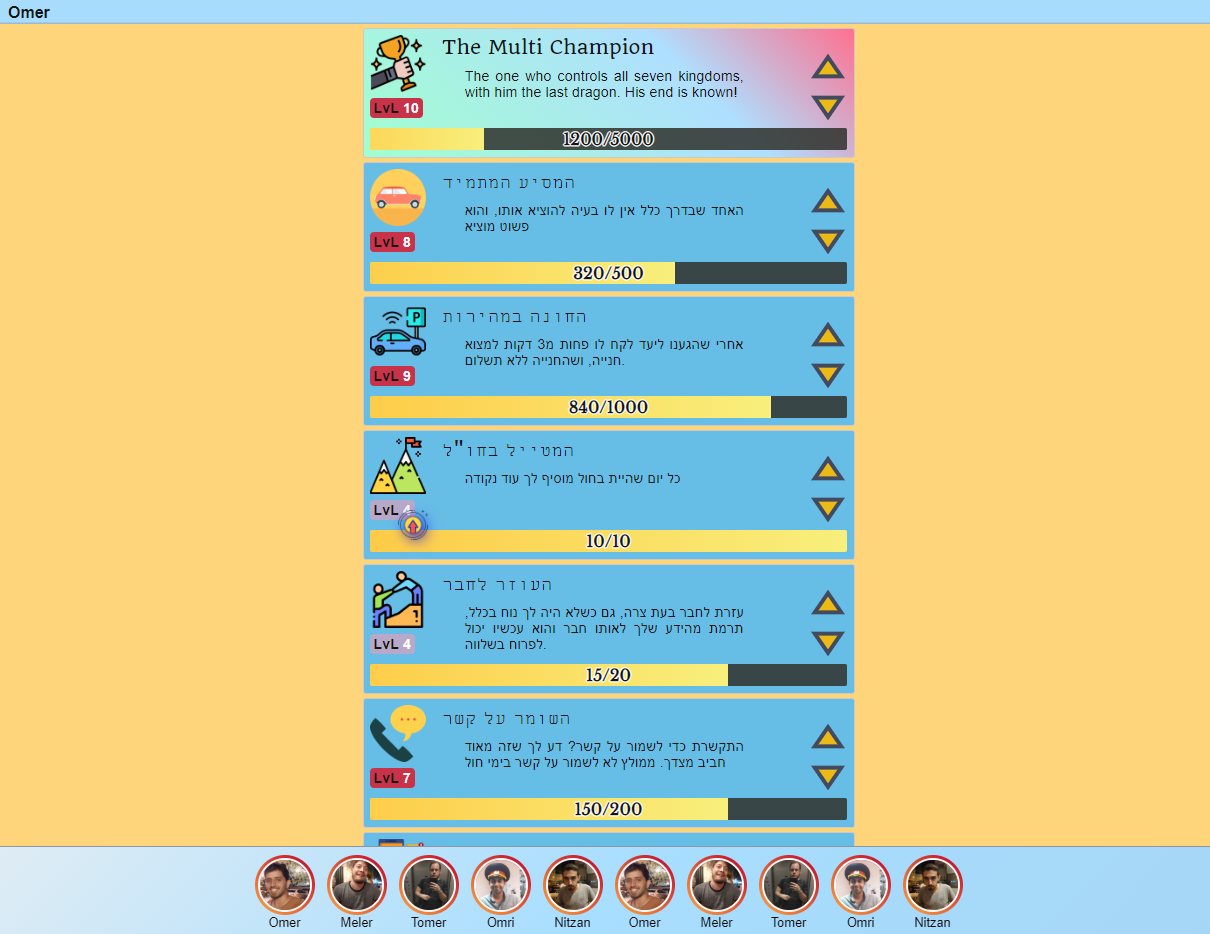 Omer
The Multi Champion
The one who controls all seven kingdoms,
with him the last dragon. His end is known!
LvL 10
1200/5000
המסיע המתמיד
האחד שבדרך כלל אין לו בעיה להוציא אותו, והוא
פשוט מוציא
LvL 8
320/500
P
החונה במהירות
אחרי שהגענו ליעד לקח לו פחות מ3 דקות למצוא
חנייה, ושהחנייה ללא תשלום.
LvL 9
840/1000
המטייל בחו"ל
כל יום שהיית בחול מוסיף לך עוד נקודה
LvL 4
10/10
העוזר לחבר
עזרת לחבר בעת צרה, גם כשלא היה לך נוח בכלל,
תרמת מהידע שלך לאותו חבר והוא עכשיו יכול
לפרוח בשלווה.
LvL 4
15/20
השומר על קשר
התקשרת כדי לשמור על קשר? דע לך שזה מאוד
חביב מצדך. ממולץ לא לשמור על קשר בימי חול
LvL 7
150/200
Omer Meler Tomer Omri Nitzan Omer Meler Tomer Omri Nitzan